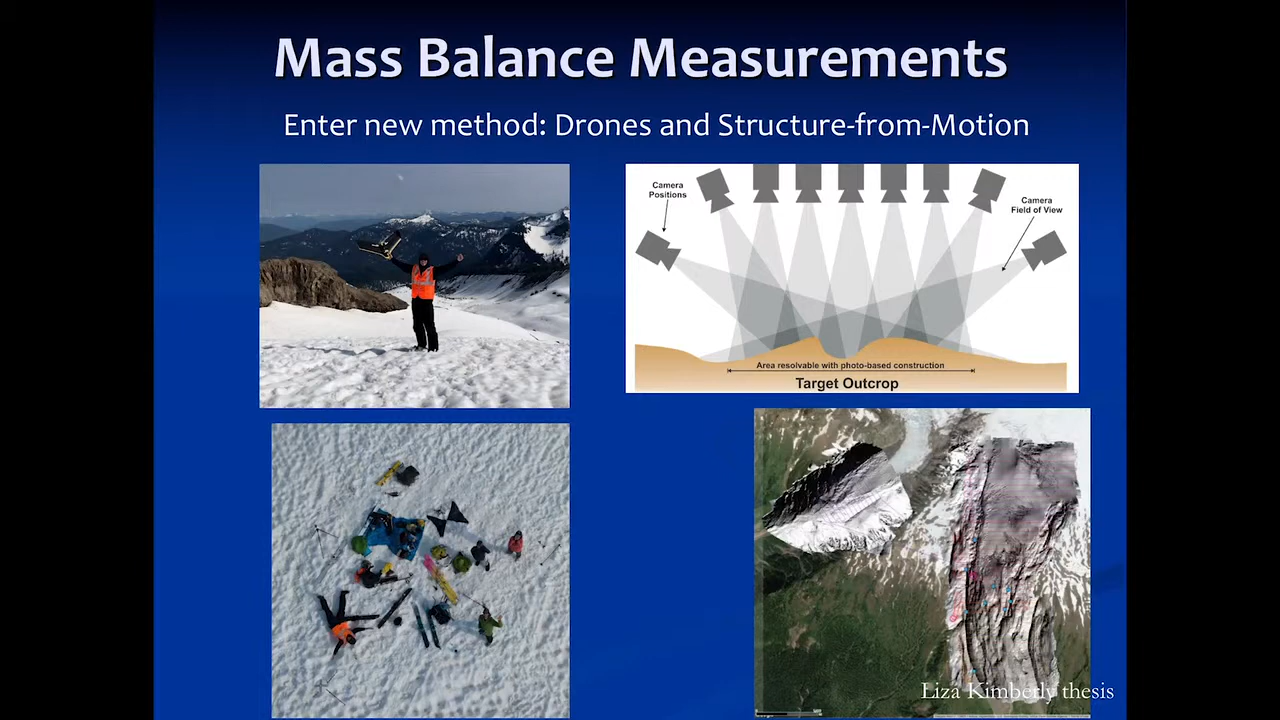 Mass Balance Measurements
Enter new method: Drones and Structure-from-Motion
Camera
Positions
Camera
Field of View
Area resolvable with photo-based construction
Target Outcrop
Liza Kimberly thesis